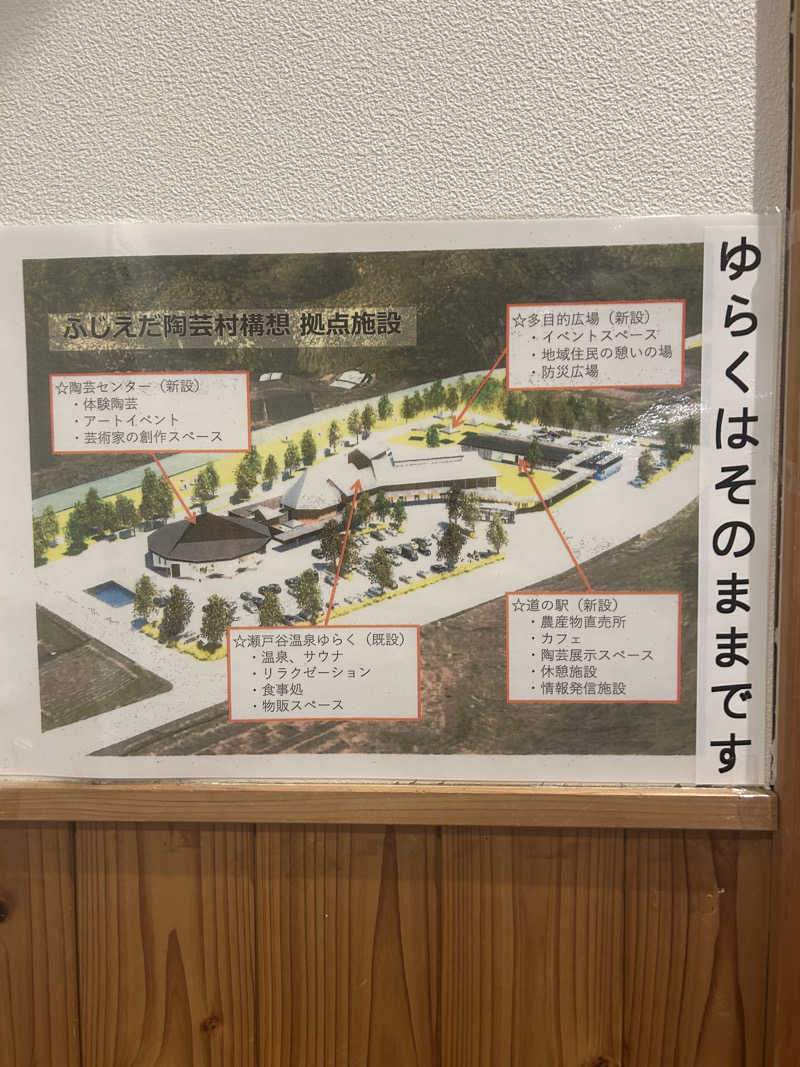 ふじえだ陶芸村構想 拠点施設
☆陶芸センター（新設）
・体験陶芸
・アートイベント
・芸術家の創作スペース
☆多目的広場（新設）
・イベントスペース
・地域住民の憩いの場
・防災広場
☆瀬戸谷温泉ゆらく（既設）
・温泉、サウナ
・リラクゼーション
・食事処
・物販スペース
☆道の駅（新設）
・農産物直売所
・カフェ
・陶芸展示スペース
・休憩施設
・情報発信施設
ゆらくはそのままです